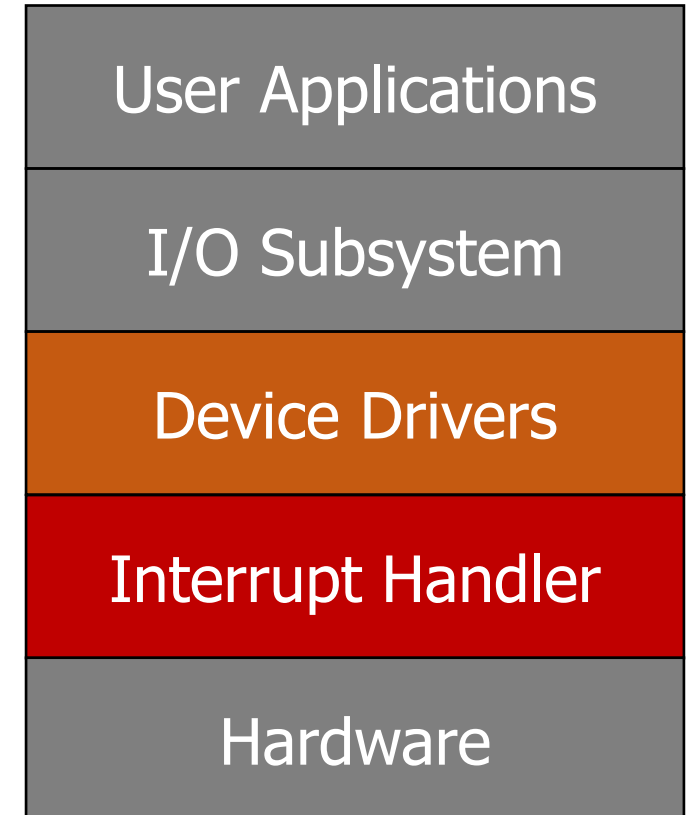 User Applications
I/O Subsystem
Device Drivers
Interrupt Handler
Hardware